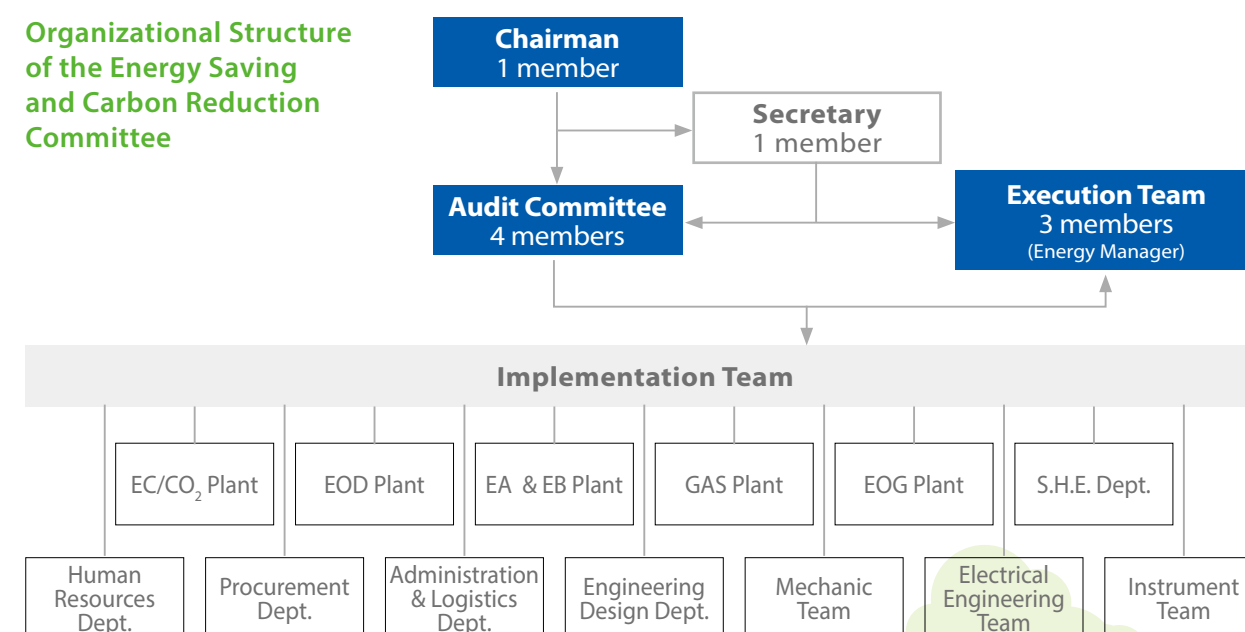 Organizational Structure
of the Energy Saving
and Carbon Reduction
Committee
Chairman
1 member
Secretary
1 member
Audit Committee
4 members
Execution Team
3 members
(Energy Manager)
Implementation Team
EC/CO₂ Plant
EOD Plant
EA & EB Plant
GAS Plant
EOG Plant
S.H.E. Dept.
Human
Resources
Dept.
Procurement
Dept.
Administration
& Logistics
Dept.
Engineering
Design Dept.
Mechanic
Team
Electrical
Engineering
Team
Instrument
Team